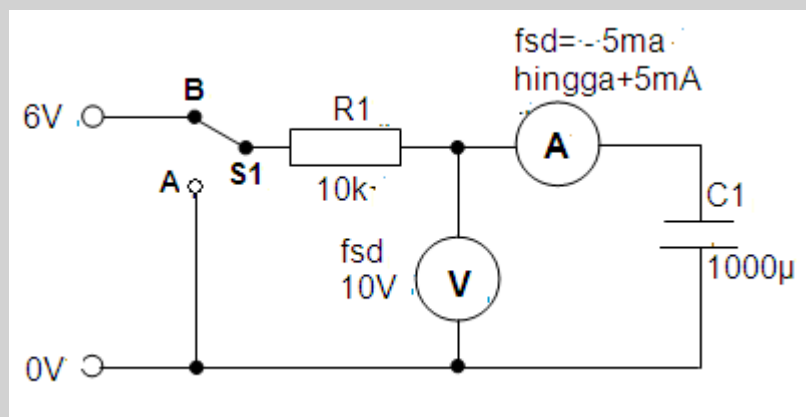 fsd= - 5ma
hingga+5mA
B
6V
R1
A
A
S1
10k
C1
fsd
10V
V
1000µ
0V